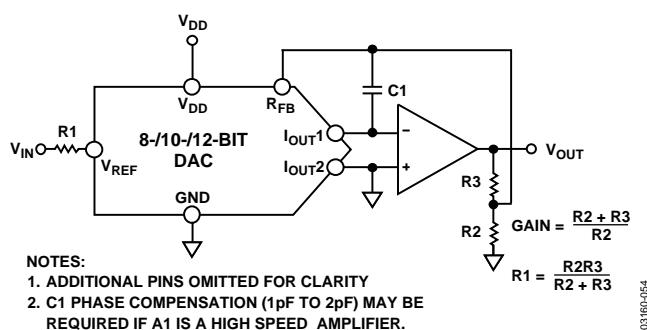 VDD
VDD
RFB
C1
R1
VIN
VREF
8-/10-/12-BIT
DAC
IOUT1
IOUT2
GND
−
+
VOUT
R3
R2
GAIN = R2 + R3
R2
R1 = R2R3
R2 + R3
NOTES:
1. ADDITIONAL PINS OMITTED FOR CLARITY
2. C1 PHASE COMPENSATION (1pF TO 2pF) MAY BE
REQUIRED IF A1 IS A HIGH SPEED AMPLIFIER.
03160-054